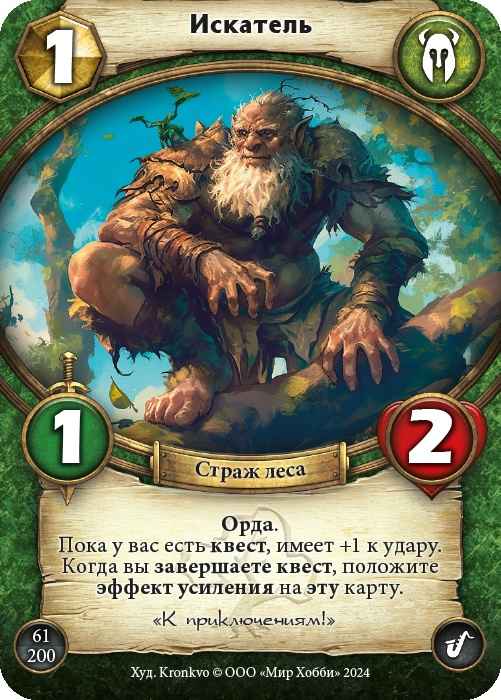 Искатель
1
1
2
Страж леса
Орда.
Пока у вас есть квест, имеет +1 к удару.
Когда вы завершаете квест, положите
эффект усиления на эту карту.
«К приключениям!»
61
200
Худ. Kronkvo © ООО «Мир Хобби» 2024